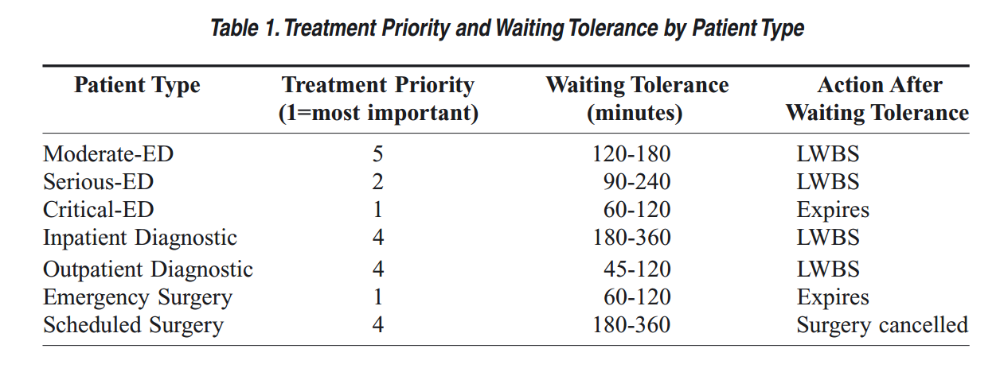 Table 1. Treatment Priority and Waiting Tolerance by Patient Type
Patient Type Treatment Priority Waiting Tolerance Action After
(1=most important) (minutes) Waiting Tolerance
Moderate-ED 5 120-180 LWBS
Serious-ED 2 90-240 LWBS
Critical-ED 1 60-120 Expires
Inpatient Diagnostic 4 180-360 LWBS
Outpatient Diagnostic 4 45-120 LWBS
Emergency Surgery 1 60-120 Expires
Scheduled Surgery 4 180-360 Surgery cancelled